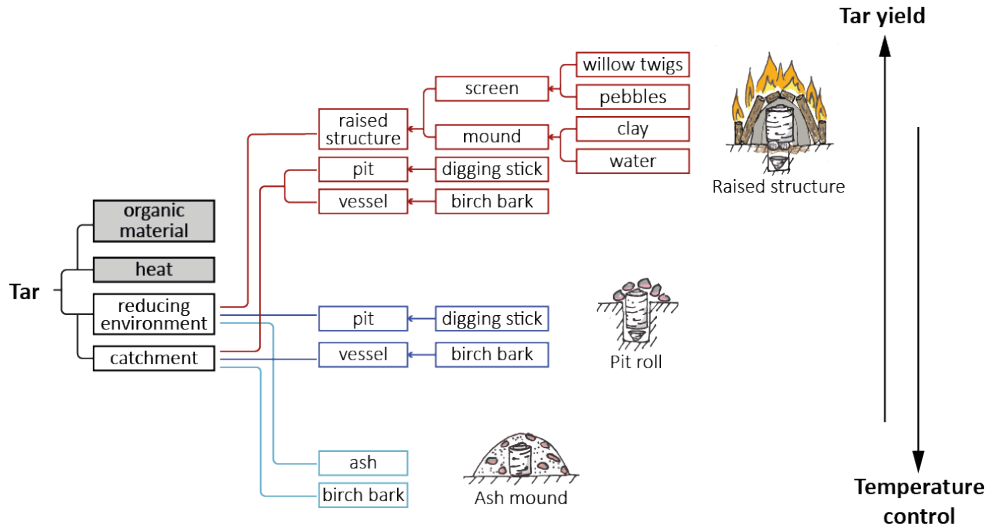 Tar yield
willow twigs
screen
pebbles
raised
structure
mound
clay
water
pit
digging stick
Raised structure
vessel
birch bark
organic
material
heat
Tar
reducing
environment
pit
digging stick
catchment
vessel
birch bark
Pit roll
ash
birch bark
Ash mound
Temperature
control